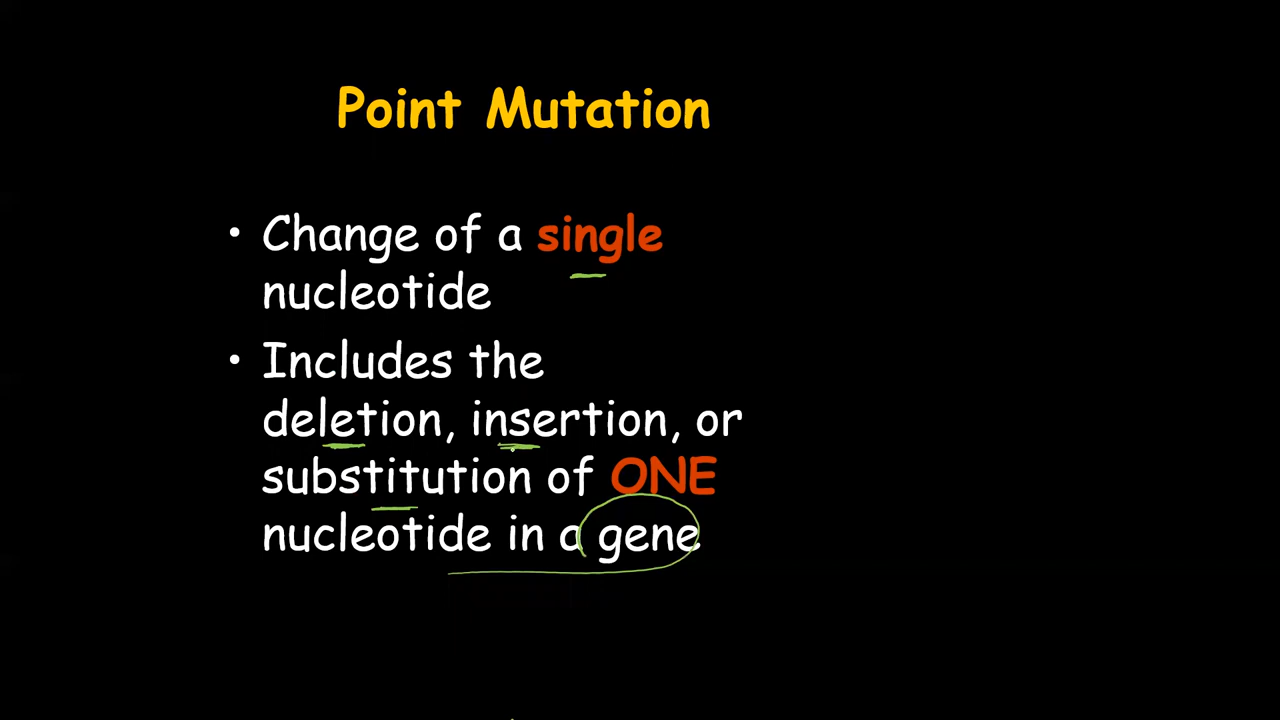 Point Mutation
• Change of a single
nucleotide
• Includes the
deletion, insertion, or
substitution of ONE
nucleotide in a gene